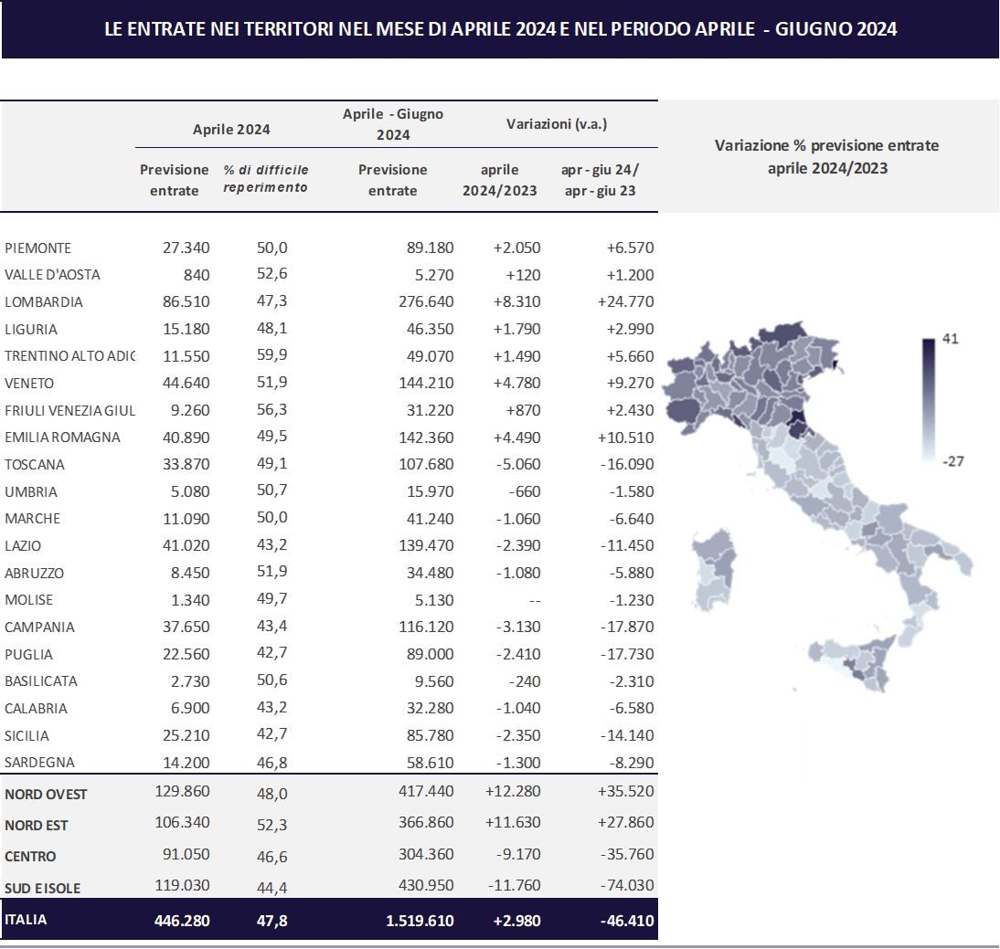 LE ENTRATE NEI TERRITORI NEL MESE DI APRILE 2024 E NEL PERIODO APRILE - GIUGNO 2024
Aprile 2024
Aprile - Giugno 2024
Variazioni (v.a.)
Variazione % previsione entrate
aprile 2024/2023
Previsione entrate
% di difficile reperimento
Previsione entrate
aprile 2024/2023
apr - giu 24/ apr - giu 23
PIEMONTE 27.340 50,0 89.180 +2.050 +6.570
VALLE D'AOSTA 840 52,6 5.270 +120 +1.200
LOMBARDIA 86.510 47,3 276.640 +8.310 +24.770
LIGURIA 15.180 48,1 46.350 +1.790 +2.990
TRENTINO ALTO ADIG 11.550 59,9 49.070 +1.490 +5.660
VENETO 44.640 51,9 144.210 +4.780 +9.270
FRIULI VENEZIA GIUL 9.260 56,3 31.220 +870 +2.430
EMILIA ROMAGNA 40.890 49,5 142.360 +4.490 +10.510
TOSCANA 33.870 49,1 107.680 -5.060 -16.090
UMBRIA 5.080 50,7 15.970 -660 -1.580
MARCHE 11.090 50,0 41.240 -1.060 -6.640
LAZIO 41.020 43,2 139.470 -2.390 -11.450
ABRUZZO 8.450 51,9 34.480 -1.080 -5.880
MOLISE 1.340 49,7 5.130 -- -1.230
CAMPANIA 37.650 43,4 116.120 -3.130 -17.870
PUGLIA 22.560 42,7 89.000 -2.410 -17.730
BASILICATA 2.730 50,6 9.560 -240 -2.310
CALABRIA 6.900 43,2 32.280 -1.040 -6.580
SICILIA 25.210 42,7 85.780 -2.350 -14.140
SARDEGNA 14.200 46,8 58.610 -1.300 -8.290
NORD OVEST 129.860 48,0 417.440 +12.280 +35.520
NORD EST 106.340 52,3 366.860 +11.630 +27.860
CENTRO 91.050 46,6 304.360 -9.170 -35.760
SUD E ISOLE 119.030 44,4 430.950 -11.760 -74.030
ITALIA 446.280 47,8 1.519.610 +2.980 -46.410
41
-27